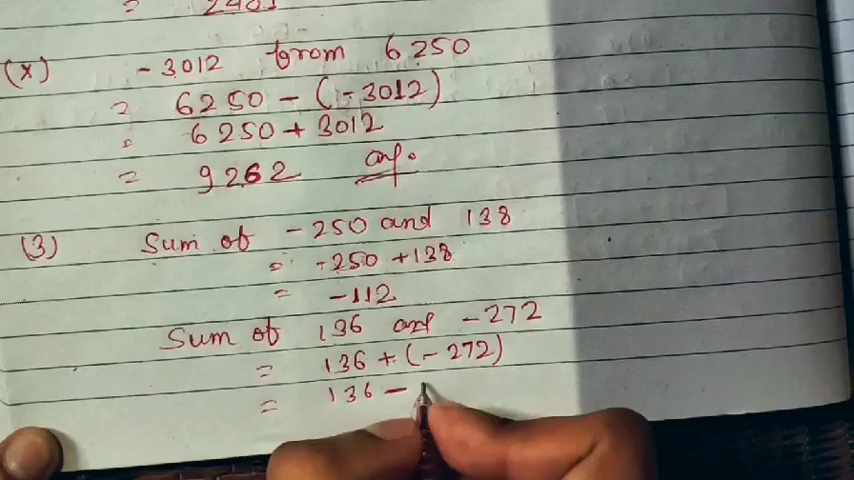 = 2481
(x) -3012 from 6250
= 6250 - (-3012)
= 6250 + 3012
= 9262 Ans.
(3) Sum of -250 and 138
= -250 +138
= -112
Sum of 136 and -272
= 136 + (-272)
= 136 -